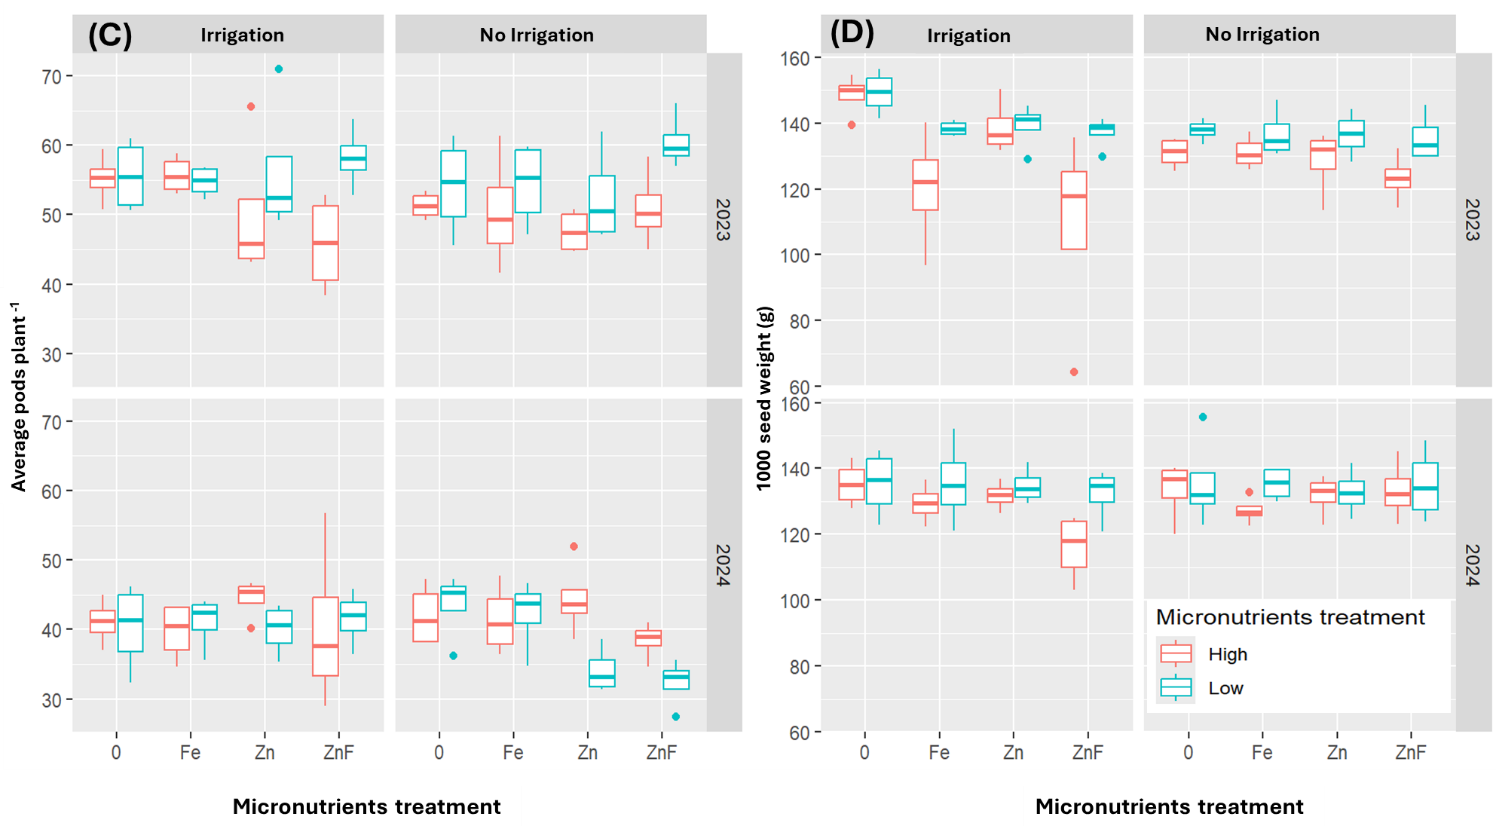 (C)
Irrigation
No Irrigation
70
60
50
40
30
2023
70
60
50
40
30
2024
0 Fe Zn ZnF
0 Fe Zn ZnF
Average pods plant -1
Micronutrients treatment
(D)
Irrigation
No Irrigation
160
140
120
100
80
60
2023
160
140
120
100
80
60
2024
0 Fe Zn ZnF
0 Fe Zn ZnF
1000 seed weight (g)
Micronutrients treatment
High
Low
Micronutrients treatment